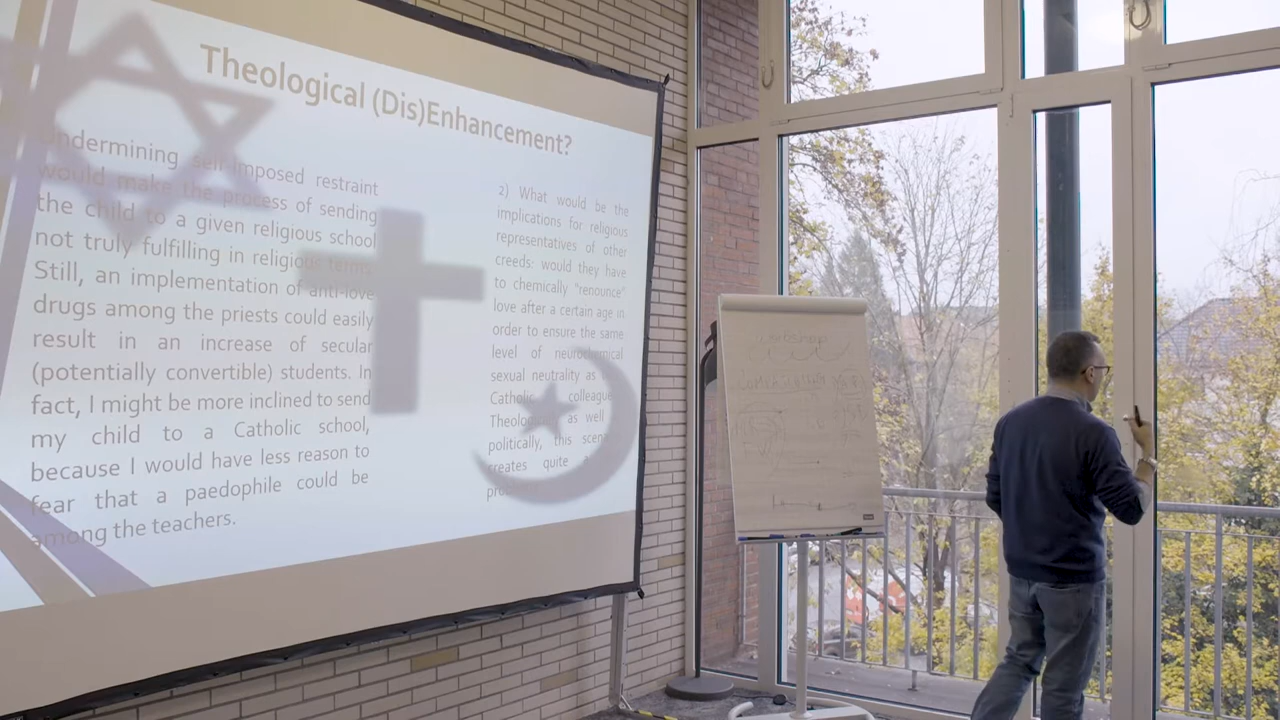 Theological (Dis)Enhancement?
Undermining self-imposed restraint
would make the process of sending
the child to a given religious school
not truly fulfilling in religious terms.
Still, an implementation of anti-love
drugs among the priests could easily
result in an increase of secular
(potentially convertible) students. In
fact, I might be more inclined to send
my child to a Catholic school,
because I would have less reason to
fear that a paedophile could be
among the teachers.
2) What would be the
implications for religious
representatives of other
creeds: would they have
to chemically "renounce"
love after a certain age in
order to ensure the same
level of neurochemical
sexual neutrality as
Catholic colleague
as well
politically, this
creates quite
workshop